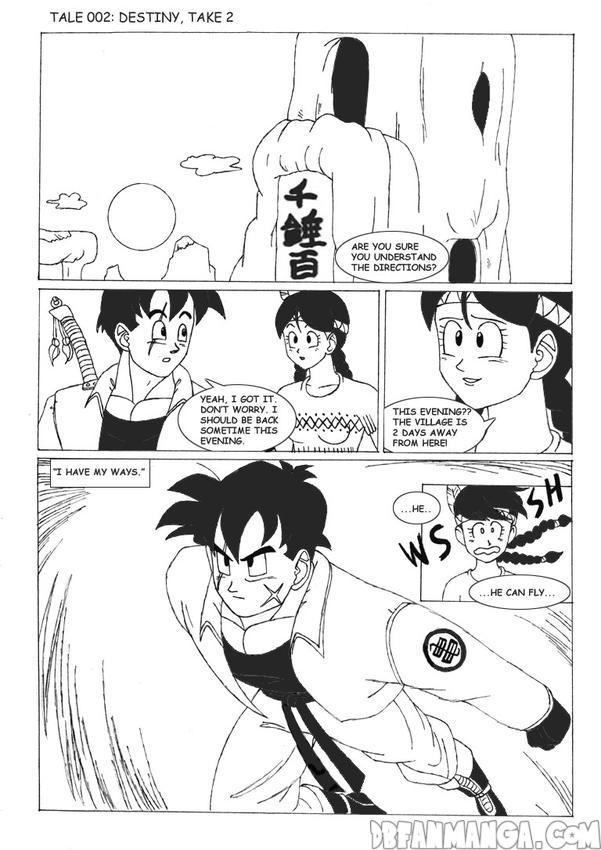 TALE 002: DESTINY, TAKE 2
千
錘
百
ARE YOU SURE
YOU UNDERSTAND
THE DIRECTIONS?
YEAH, I GOT IT.
DON'T WORRY. I
SHOULD BE BACK
SOMETIME THIS
EVENING.
THIS EVENING??
THE VILLAGE IS
2 DAYS AWAY
FROM HERE!
"I HAVE MY WAYS."
...HE..
WSSH
...HE CAN FLY...
DBFANMANGA.COM